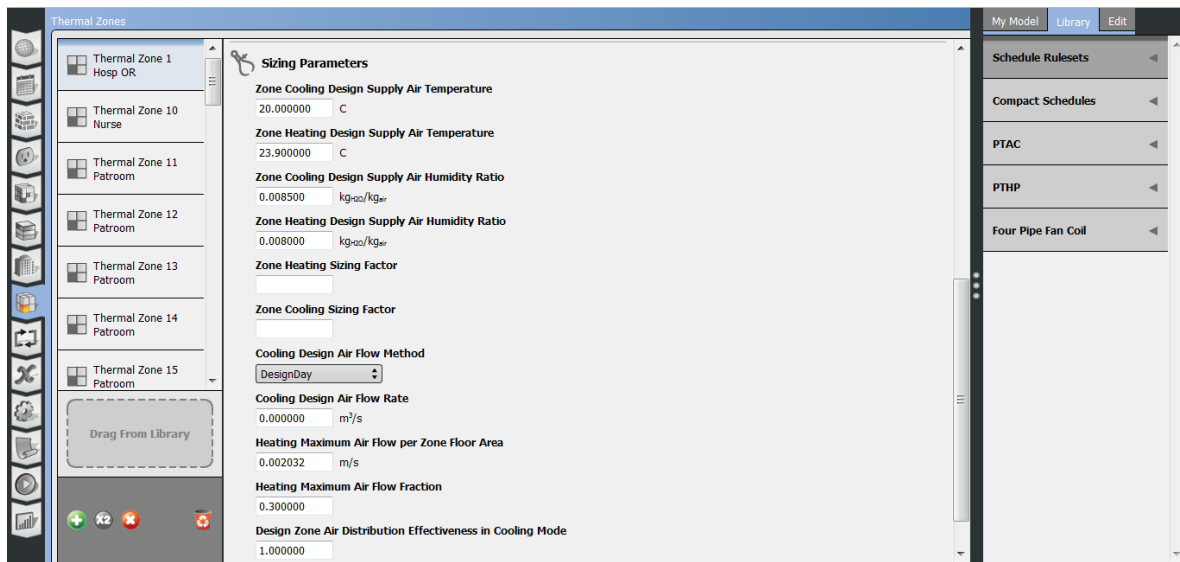 Thermal Zones
My Model
Library
Edit
Thermal Zone 1
Hosp OR
Thermal Zone 10
Nurse
Thermal Zone 11
Patroom
Thermal Zone 12
Patroom
Thermal Zone 13
Patroom
Thermal Zone 14
Patroom
Thermal Zone 15
Patroom
Drag From Library
X2
Sizing Parameters
Zone Cooling Design Supply Air Temperature
20.000000 C
Zone Heating Design Supply Air Temperature
23.900000 C
Zone Cooling Design Supply Air Humidity Ratio
0.008500 kgH2O/kgair
Zone Heating Design Supply Air Humidity Ratio
0.008000 kgH2O/kgair
Zone Heating Sizing Factor
Zone Cooling Sizing Factor
Cooling Design Air Flow Method
DesignDay
Cooling Design Air Flow Rate
0.000000 m³/s
Heating Maximum Air Flow per Zone Floor Area
0.002032 m/s
Heating Maximum Air Flow Fraction
0.300000
Design Zone Air Distribution Effectiveness in Cooling Mode
1.000000
Schedule Rulesets
Compact Schedules
PTAC
PTHP
Four Pipe Fan Coil